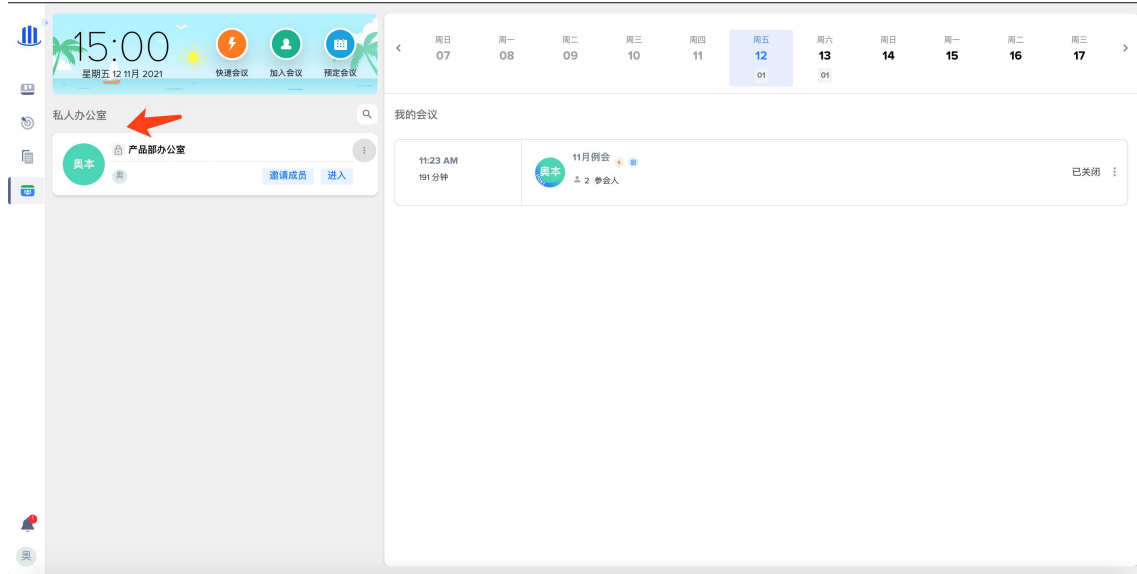 15:00
星期五 12 11月 2021
快速会议
加入会议
预定会议
私人办公室
奥本
产品部办公室
奥
邀请成员
进入
周日
07
周一
08
周二
09
周三
10
周四
11
周五
12
01
周六
13
01
周日
14
周一
15
周二
16
周三
17
我的会议
11:23 AM
191 分钟
奥本
11月例会
2 参会人
已关闭
奥